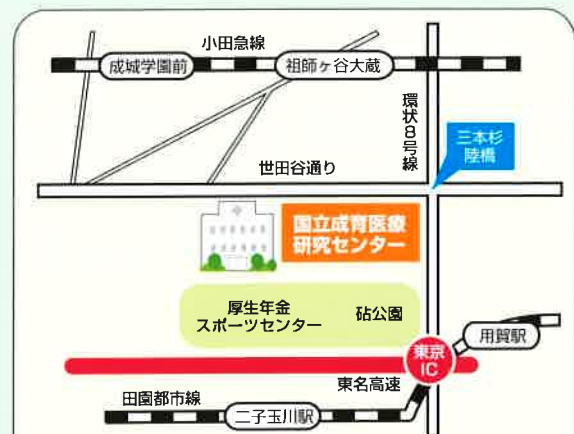 小田急線
成城学園前
祖師ヶ谷大蔵
環状8号線
三本杉
陸橋
世田谷通り
国立成育医療
研究センター
厚生年金
スポーツセンター
砧公園
用賀駅
東京
IC
東名高速
田園都市線
二子玉川駅